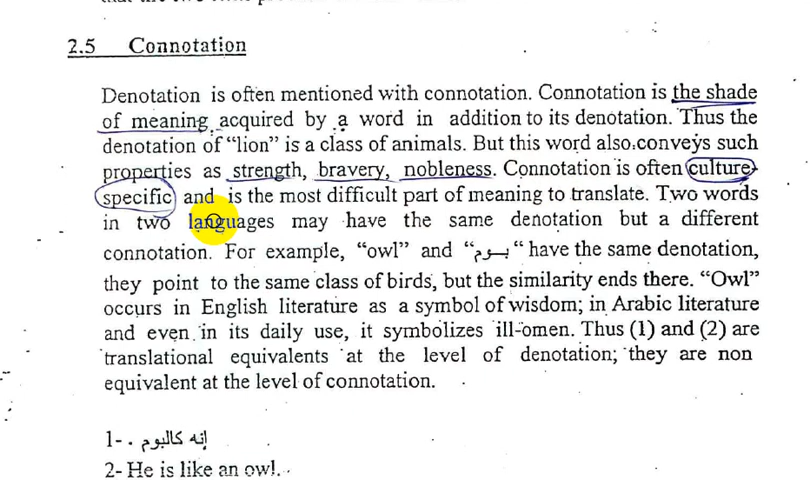 2.5 Connotation
Denotation is often mentioned with connotation. Connotation is the shade
of meaning acquired by a word in addition to its denotation. Thus the
denotation of "lion" is a class of animals. But this word also conveys such
properties as strength, bravery, nobleness. Connotation is often culture-
specific and is the most difficult part of meaning to translate. Two words
in two languages may have the same denotation but a different
connotation. For example, "owl" and "بوم" have the same denotation,
they point to the same class of birds, but the similarity ends there. "Owl"
occurs in English literature as a symbol of wisdom; in Arabic literature
and even in its daily use, it symbolizes ill-omen. Thus (1) and (2) are
translational equivalents at the level of denotation; they are non
equivalent at the level of connotation.
1- إنه كالبوم .
2- He is like an owl.